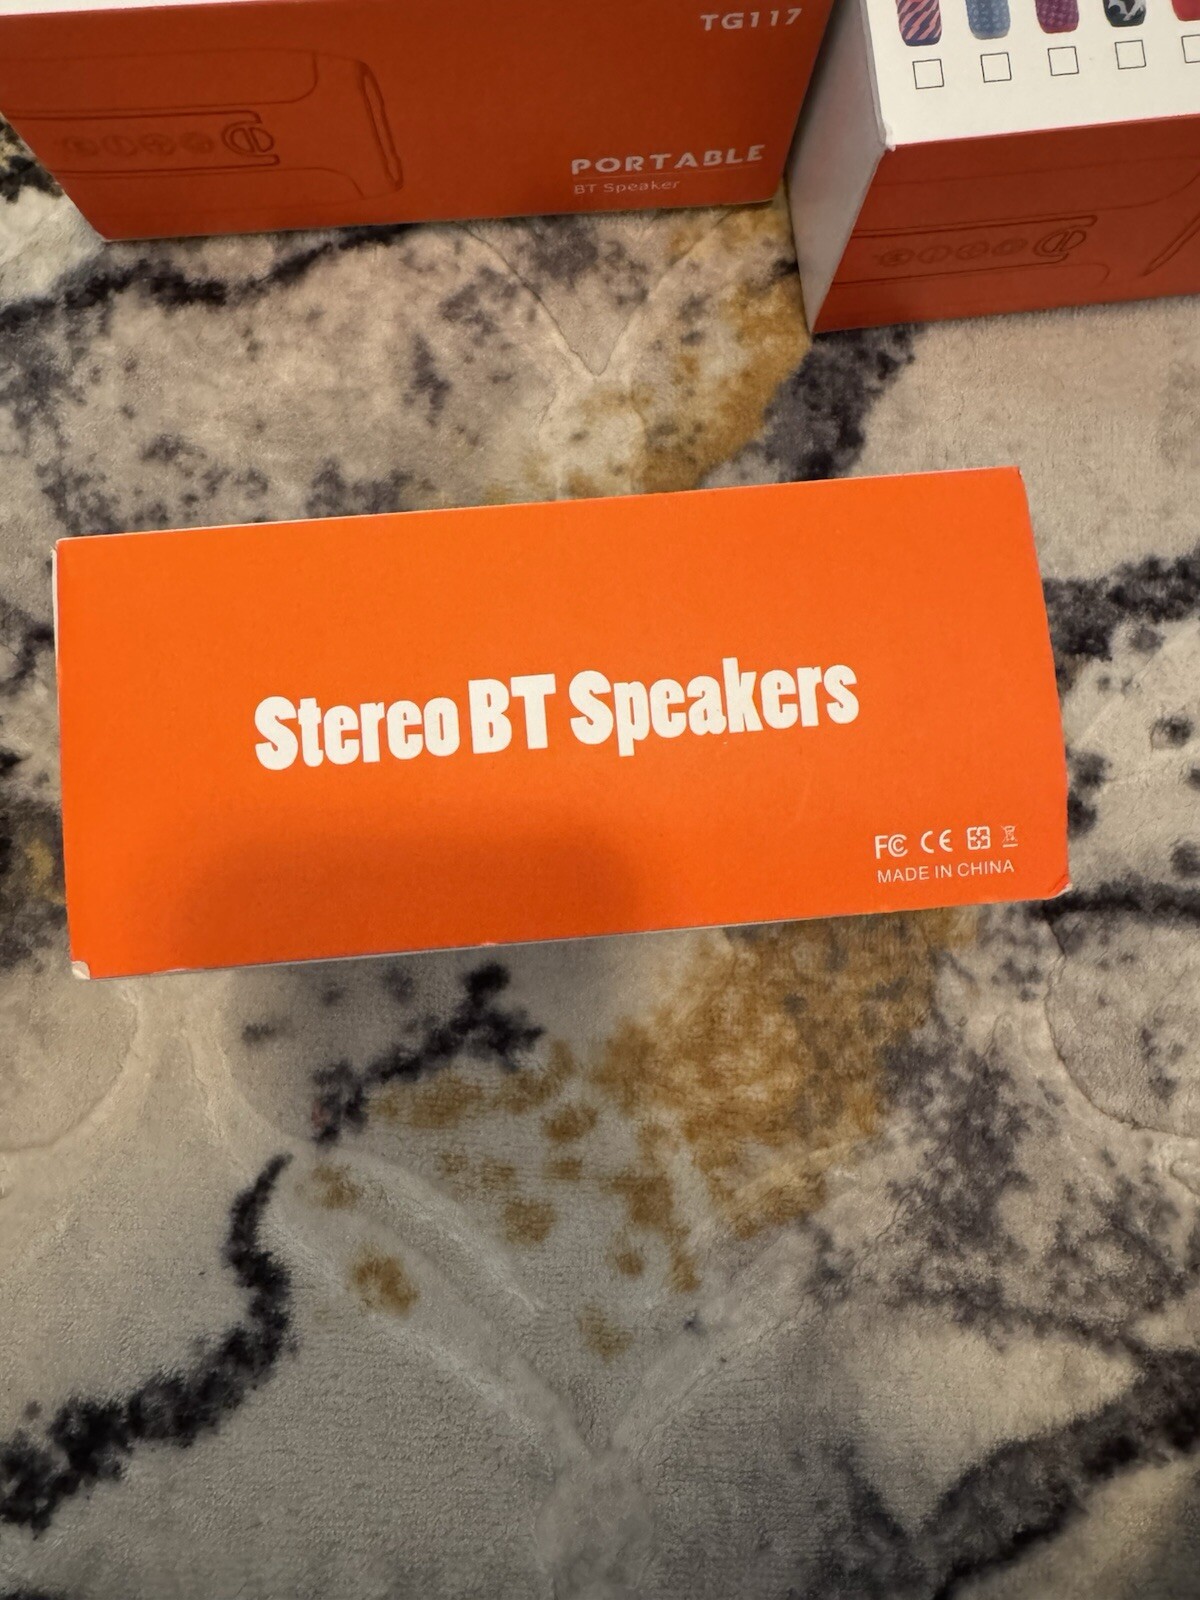 TG117
PORTABLE
BT Speaker
Stereo BT Speakers
FC CE
MADE IN CHINA